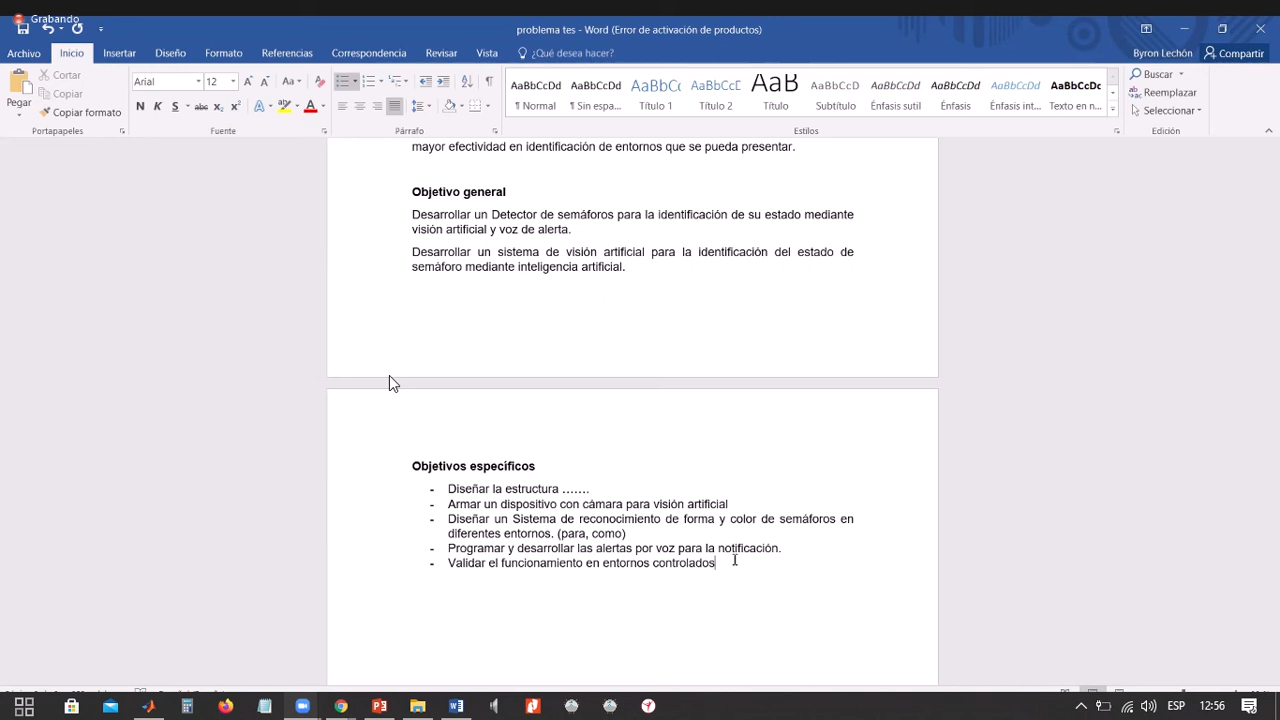 Grabando
problema tes - Word (Error de activación de productos)
Archivo Inicio Insertar Diseño Formato Referencias Correspondencia Revisar Vista ¿Qué desea hacer? Byron Lechón Compartir
Pegar Cortar Copiar Copiar formato
Arial 12
N K S abc x₂ x²
AaBbCcDd AaBbCcDd AaBbCc AaBbCcE AaB AaBbCcD AaBbCcDd AaBbCcDd AaBbCcDd AaBbCcDc
¶ Normal ¶ Sin espa... Título 1 Título 2 Título Subtítulo Énfasis sutil Énfasis Énfasis int... Texto en n...
Buscar
Reemplazar
Seleccionar
Portapapeles Fuente Párrafo Estilos Edición
mayor efectividad en identificación de entornos que se pueda presentar.
Objetivo general
Desarrollar un Detector de semáforos para la identificación de su estado mediante
visión artificial y voz de alerta.
Desarrollar un sistema de visión artificial para la identificación del estado de
semáforo mediante inteligencia artificial.
Objetivos específicos
- Diseñar la estructura …….
- Armar un dispositivo con cámara para visión artificial
- Diseñar un Sistema de reconocimiento de forma y color de semáforos en
diferentes entornos. (para, como)
- Programar y desarrollar las alertas por voz para la notificación.
- Validar el funcionamiento en entornos controlados
ESP 12:56